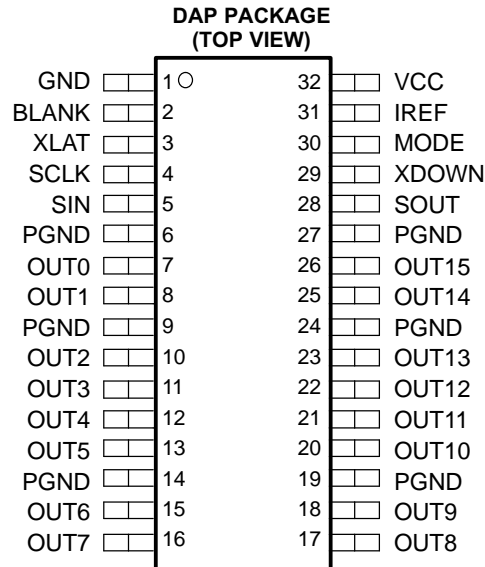 DAP PACKAGE
(TOP VIEW)
GND 1 32 VCC
BLANK 2 31 IREF
XLAT 3 30 MODE
SCLK 4 29 XDOWN
SIN 5 28 SOUT
PGND 6 27 PGND
OUT0 7 26 OUT15
OUT1 8 25 OUT14
PGND 9 24 PGND
OUT2 10 23 OUT13
OUT3 11 22 OUT12
OUT4 12 21 OUT11
OUT5 13 20 OUT10
PGND 14 19 PGND
OUT6 15 18 OUT9
OUT7 16 17 OUT8